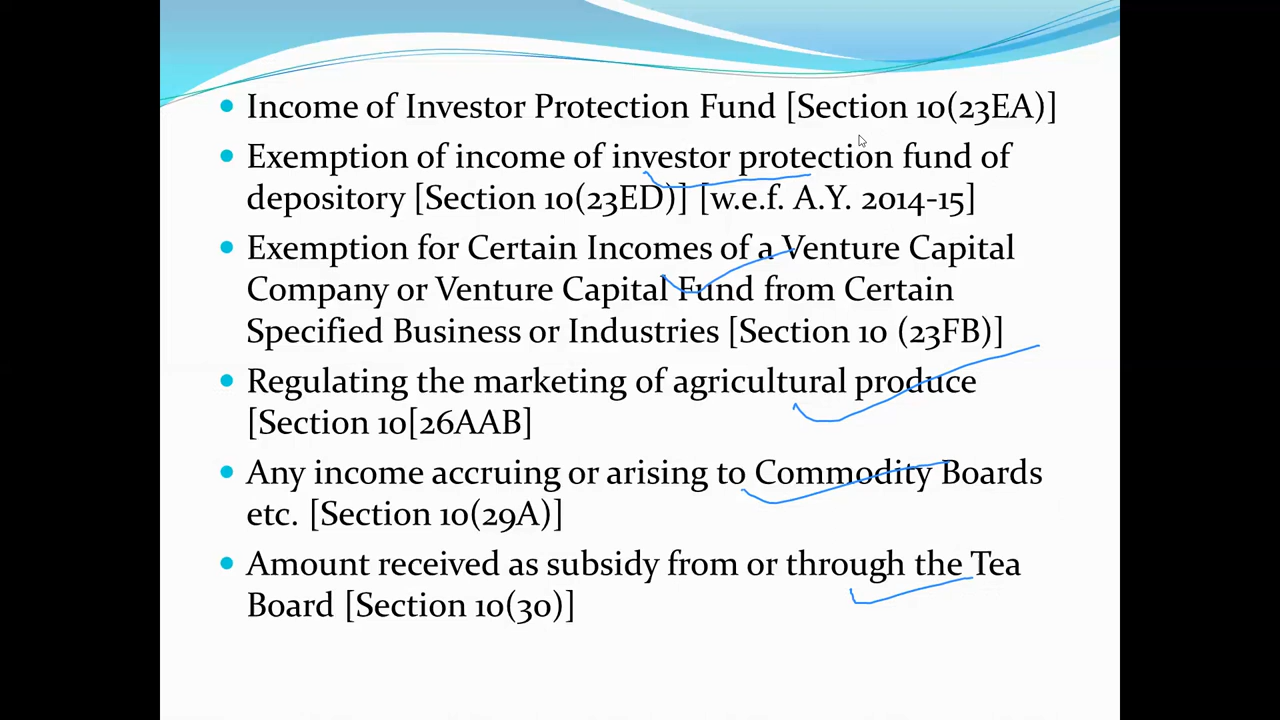 • Income of Investor Protection Fund [Section 10(23EA)]
• Exemption of income of investor protection fund of
depository [Section 10(23ED)] [w.e.f. A.Y. 2014-15]
• Exemption for Certain Incomes of a Venture Capital
Company or Venture Capital Fund from Certain
Specified Business or Industries [Section 10 (23FB)]
• Regulating the marketing of agricultural produce
[Section 10[26AAB]
• Any income accruing or arising to Commodity Boards
etc. [Section 10(29A)]
• Amount received as subsidy from or through the Tea
Board [Section 10(30)]